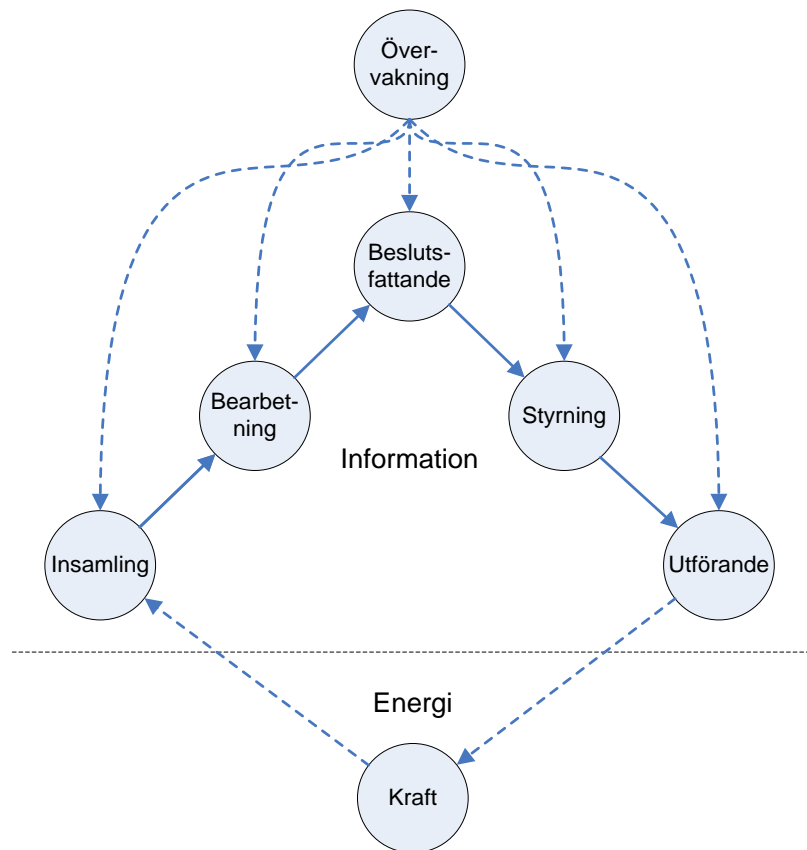 Över-
vakning
Besluts-
fattande
Bearbet-
ning
Styrning
Information
Insamling
Utförande
Energi
Kraft